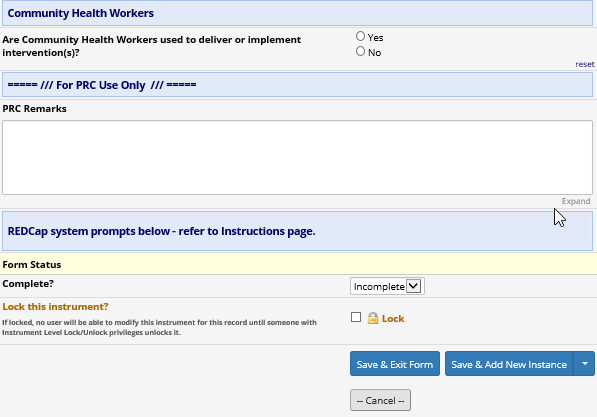 Community Health Workers
Are Community Health Workers used to deliver or implement
intervention(s)?
Yes
No
reset
===== /// For PRC Use Only /// =====
PRC Remarks
Expand
REDCap system prompts below - refer to Instructions page.
Form Status
Complete?
Incomplete
Lock this instrument?
If locked, no user will be able to modify this instrument for this record until someone with
Instrument Level Lock/Unlock privileges unlocks it.
Lock
Save & Exit Form
Save & Add New Instance
-- Cancel --